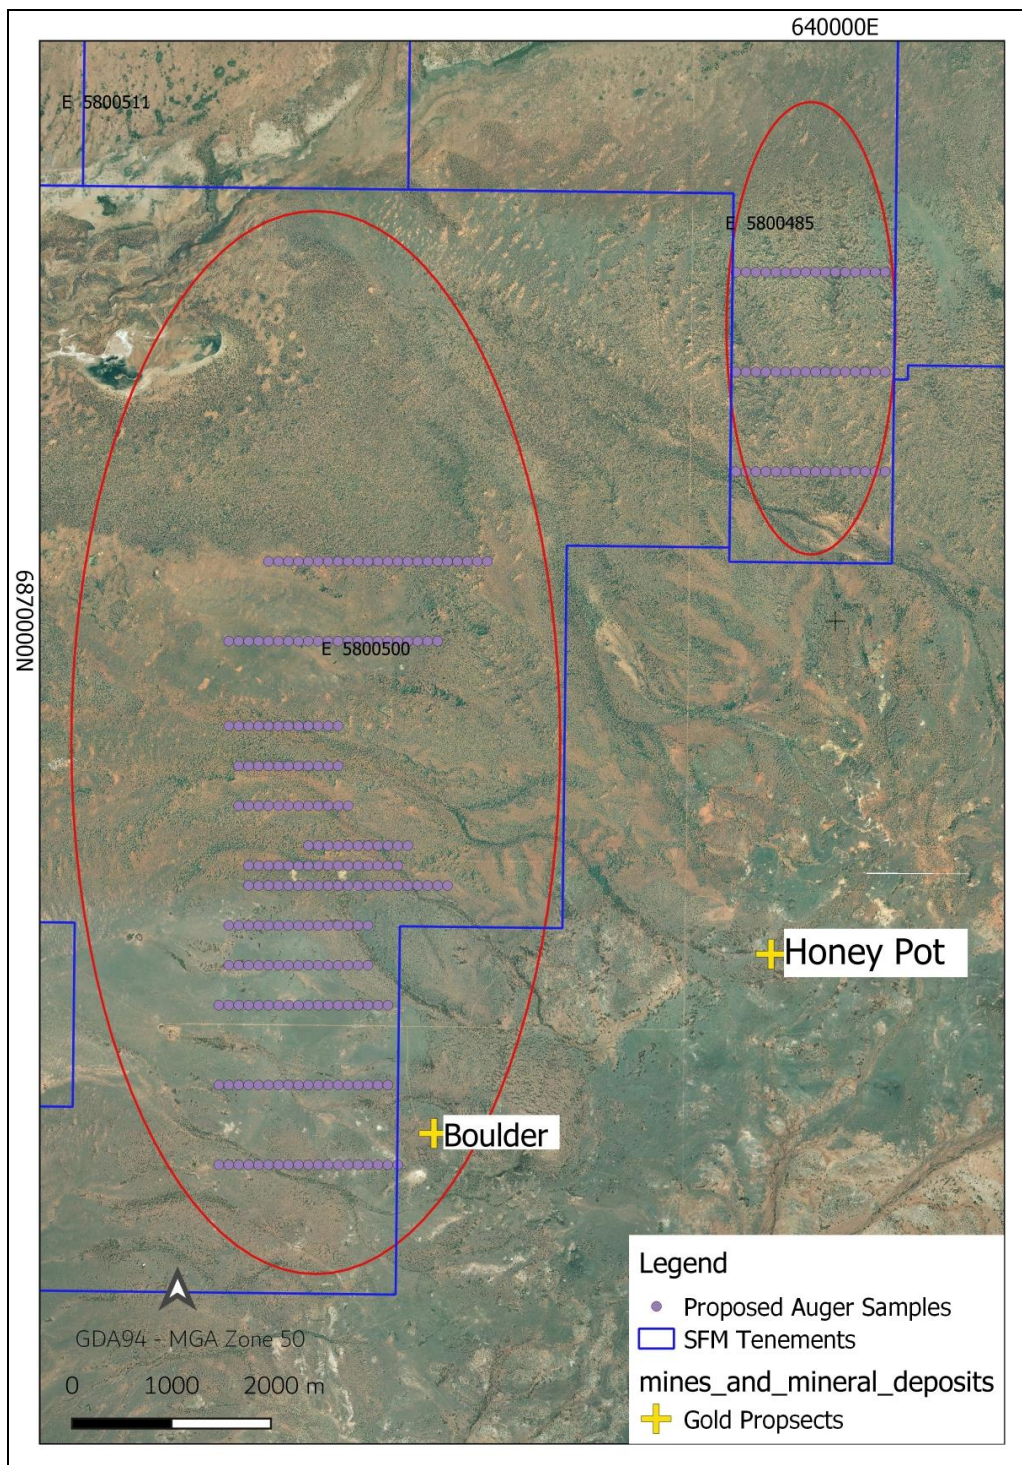 640000E
E 5800511
E 5800485
6870000N
E 5800500
Honey Pot
Boulder
Legend
Proposed Auger Samples
SFM Tenements
mines_and_mineral_deposits
Gold Propsects
GDA94 - MGA Zone 50
0 1000 2000 m